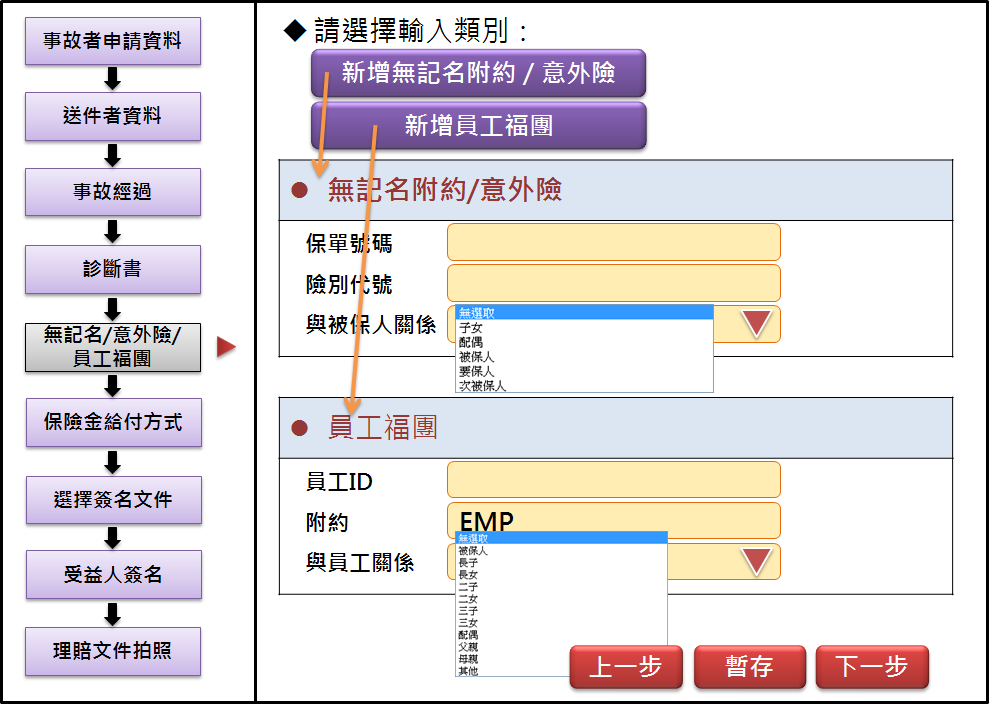 事故者申請資料
送件者資料
事故經過
診斷書
無記名/意外險/
員工福團
保險金給付方式
選擇簽名文件
受益人簽名
理賠文件拍照
請選擇輸入類別：
新增無記名附約 / 意外險
新增員工福團
無記名附約/意外險
保單號碼
險別代號
與被保人關係
無選取
子女
配偶
被保人
要保人
次被保人
員工福團
員工ID
附約
EMP
與員工關係
無選取
被保人
長子
長女
二子
二女
三子
三女
配偶
父親
母親
其他
上一步
暫存
下一步